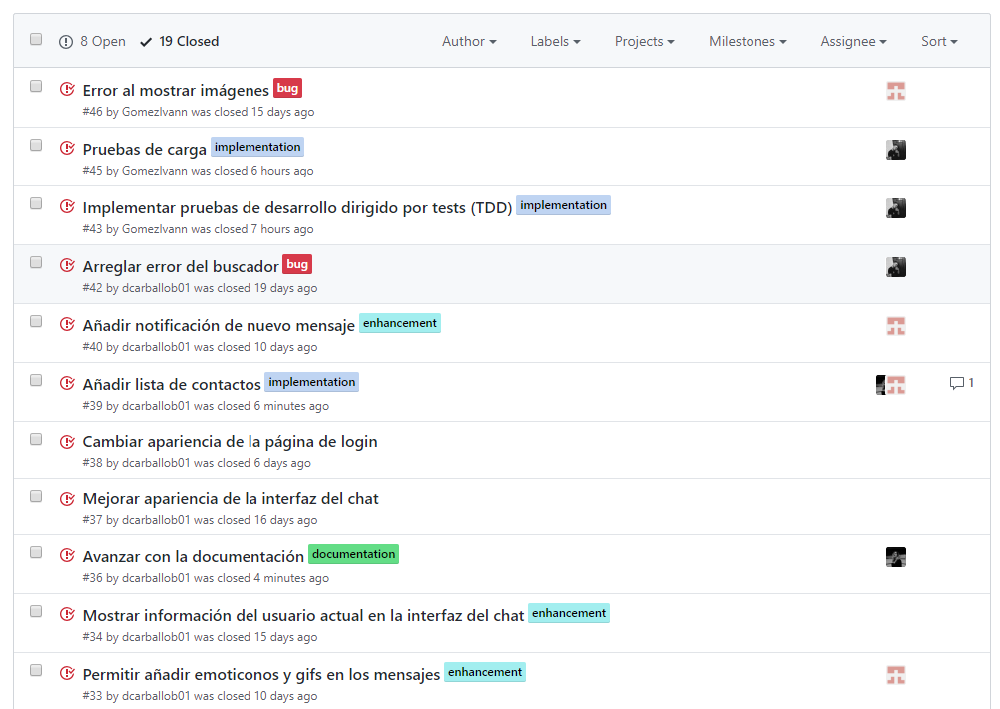 8 Open 19 Closed Author Labels Projects Milestones Assignee Sort
Error al mostrar imágenes bug
#46 by GomezIvann was closed 15 days ago
Pruebas de carga implementation
#45 by GomezIvann was closed 6 hours ago
Implementar pruebas de desarrollo dirigido por tests (TDD) implementation
#43 by GomezIvann was closed 7 hours ago
Arreglar error del buscador bug
#42 by dcarballob01 was closed 19 days ago
Añadir notificación de nuevo mensaje enhancement
#40 by dcarballob01 was closed 10 days ago
Añadir lista de contactos implementation 1
#39 by dcarballob01 was closed 6 minutes ago
Cambiar apariencia de la página de login
#38 by dcarballob01 was closed 6 days ago
Mejorar apariencia de la interfaz del chat
#37 by dcarballob01 was closed 16 days ago
Avanzar con la documentación documentation
#36 by dcarballob01 was closed 4 minutes ago
Mostrar información del usuario actual en la interfaz del chat enhancement
#34 by dcarballob01 was closed 15 days ago
Permitir añadir emoticonos y gifs en los mensajes enhancement
#33 by dcarballob01 was closed 10 days ago